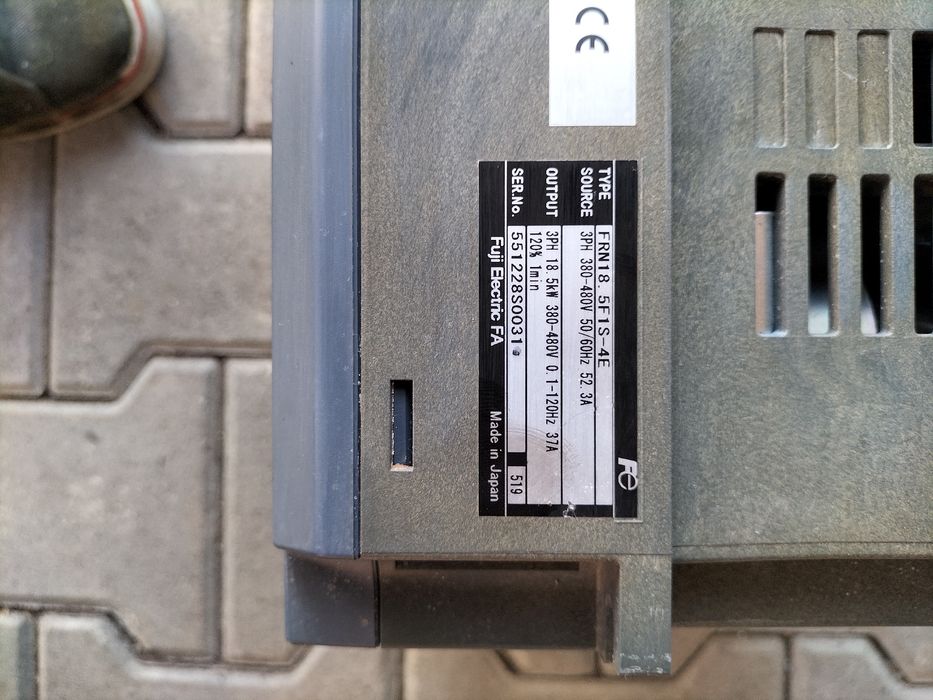 CE
Fe
TYPE FRN18.5F1S-4E
SOURCE 3PH 380-480V 50/60Hz 52.3A
OUTPUT 3PH 18.5kW 380-480V 0.1-120Hz 37A
120% 1min
SER.No. 551228S0031 519
Fuji Electric FA Made in Japan